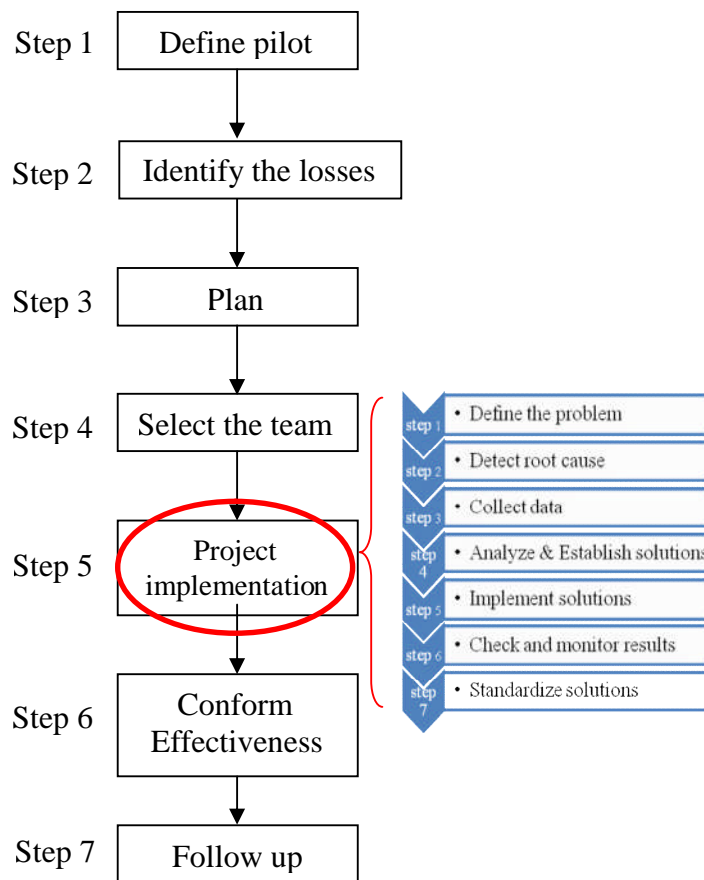 Step 1
Define pilot
Step 2
Identify the losses
Step 3
Plan
Step 4
Select the team
Step 5
Project
implementation
Step 6
Conform
Effectiveness
Step 7
Follow up
step 1
• Define the problem
step 2
• Detect root cause
step 3
• Collect data
step
4
• Analyze & Establish solutions
step 5
• Implement solutions
step 6
• Check and monitor results
step
7
• Standardize solutions